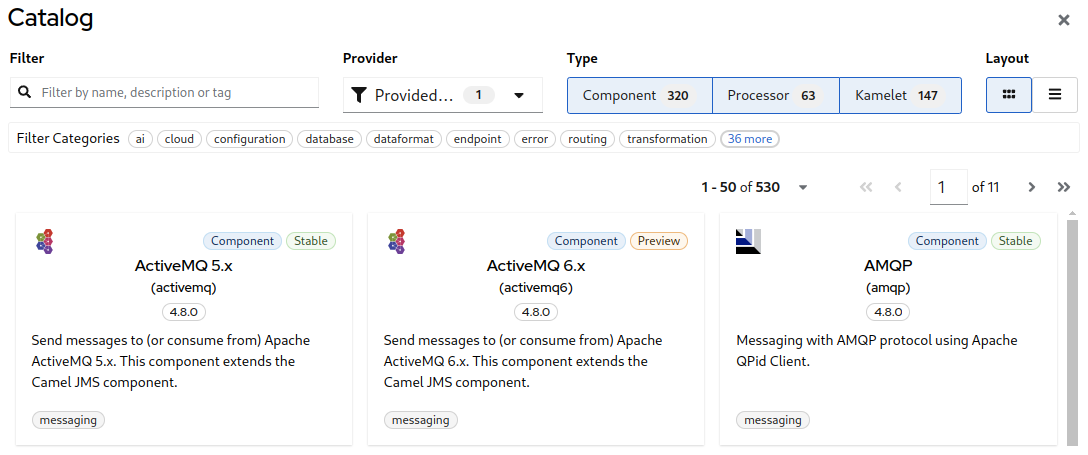 Catalog
Filter Provider Type Layout
Filter by name, description or tag Provided... 1 Component 320 Processor 63 Kamelet 147
Filter Categories ai cloud configuration database dataformat endpoint error routing transformation 36 more
1 - 50 of 530 1 of 11
Component Stable
ActiveMQ 5.x
(activemq)
4.8.0
Send messages to (or consume from) Apache
ActiveMQ 5.x. This component extends the
Camel JMS component.
messaging
Component Preview
ActiveMQ 6.x
(activemq6)
4.8.0
Send messages to (or consume from) Apache
ActiveMQ 6.x. This component extends the
Camel JMS component.
messaging
Component Stable
AMQP
(amqp)
4.8.0
Messaging with AMQP protocol using Apache
QPid Client.
messaging